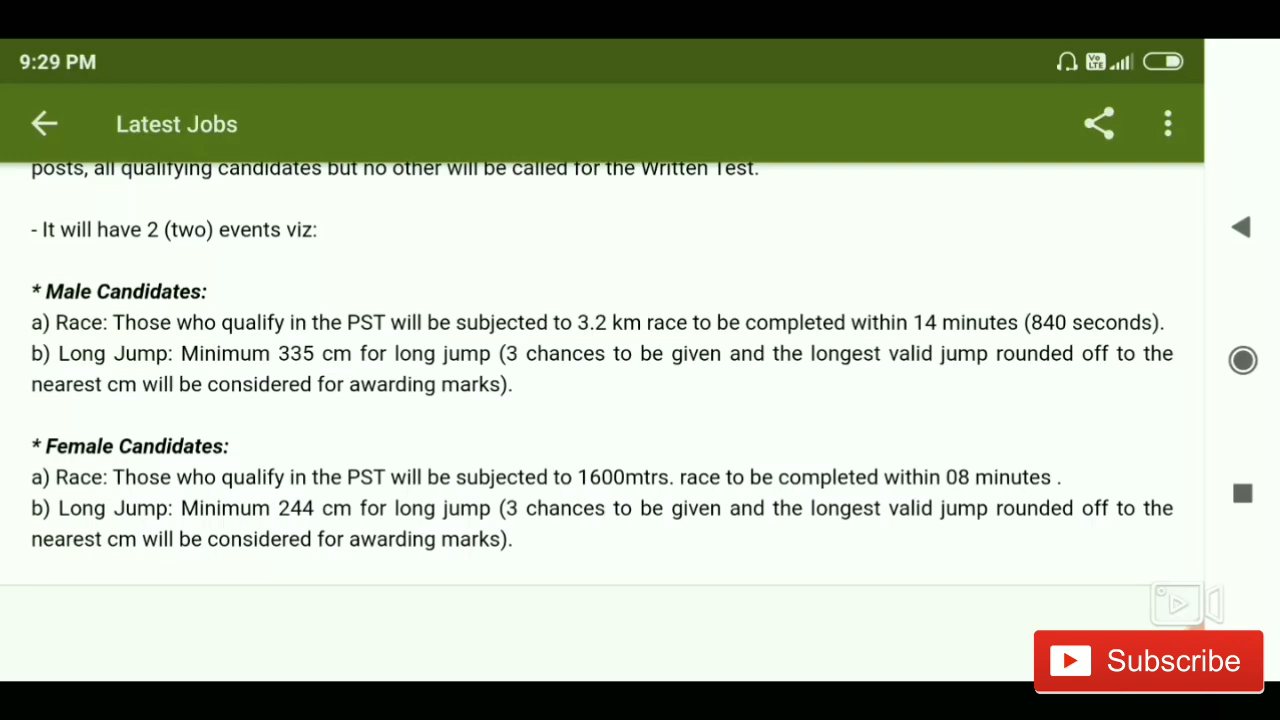 9:29 PM
Vo LTE
Latest Jobs
posts, all qualifying candidates but no other will be called for the Written Test.
- It will have 2 (two) events viz:
* Male Candidates:
a) Race: Those who qualify in the PST will be subjected to 3.2 km race to be completed within 14 minutes (840 seconds).
b) Long Jump: Minimum 335 cm for long jump (3 chances to be given and the longest valid jump rounded off to the
nearest cm will be considered for awarding marks).
* Female Candidates:
a) Race: Those who qualify in the PST will be subjected to 1600mtrs. race to be completed within 08 minutes .
b) Long Jump: Minimum 244 cm for long jump (3 chances to be given and the longest valid jump rounded off to the
nearest cm will be considered for awarding marks).
Subscribe